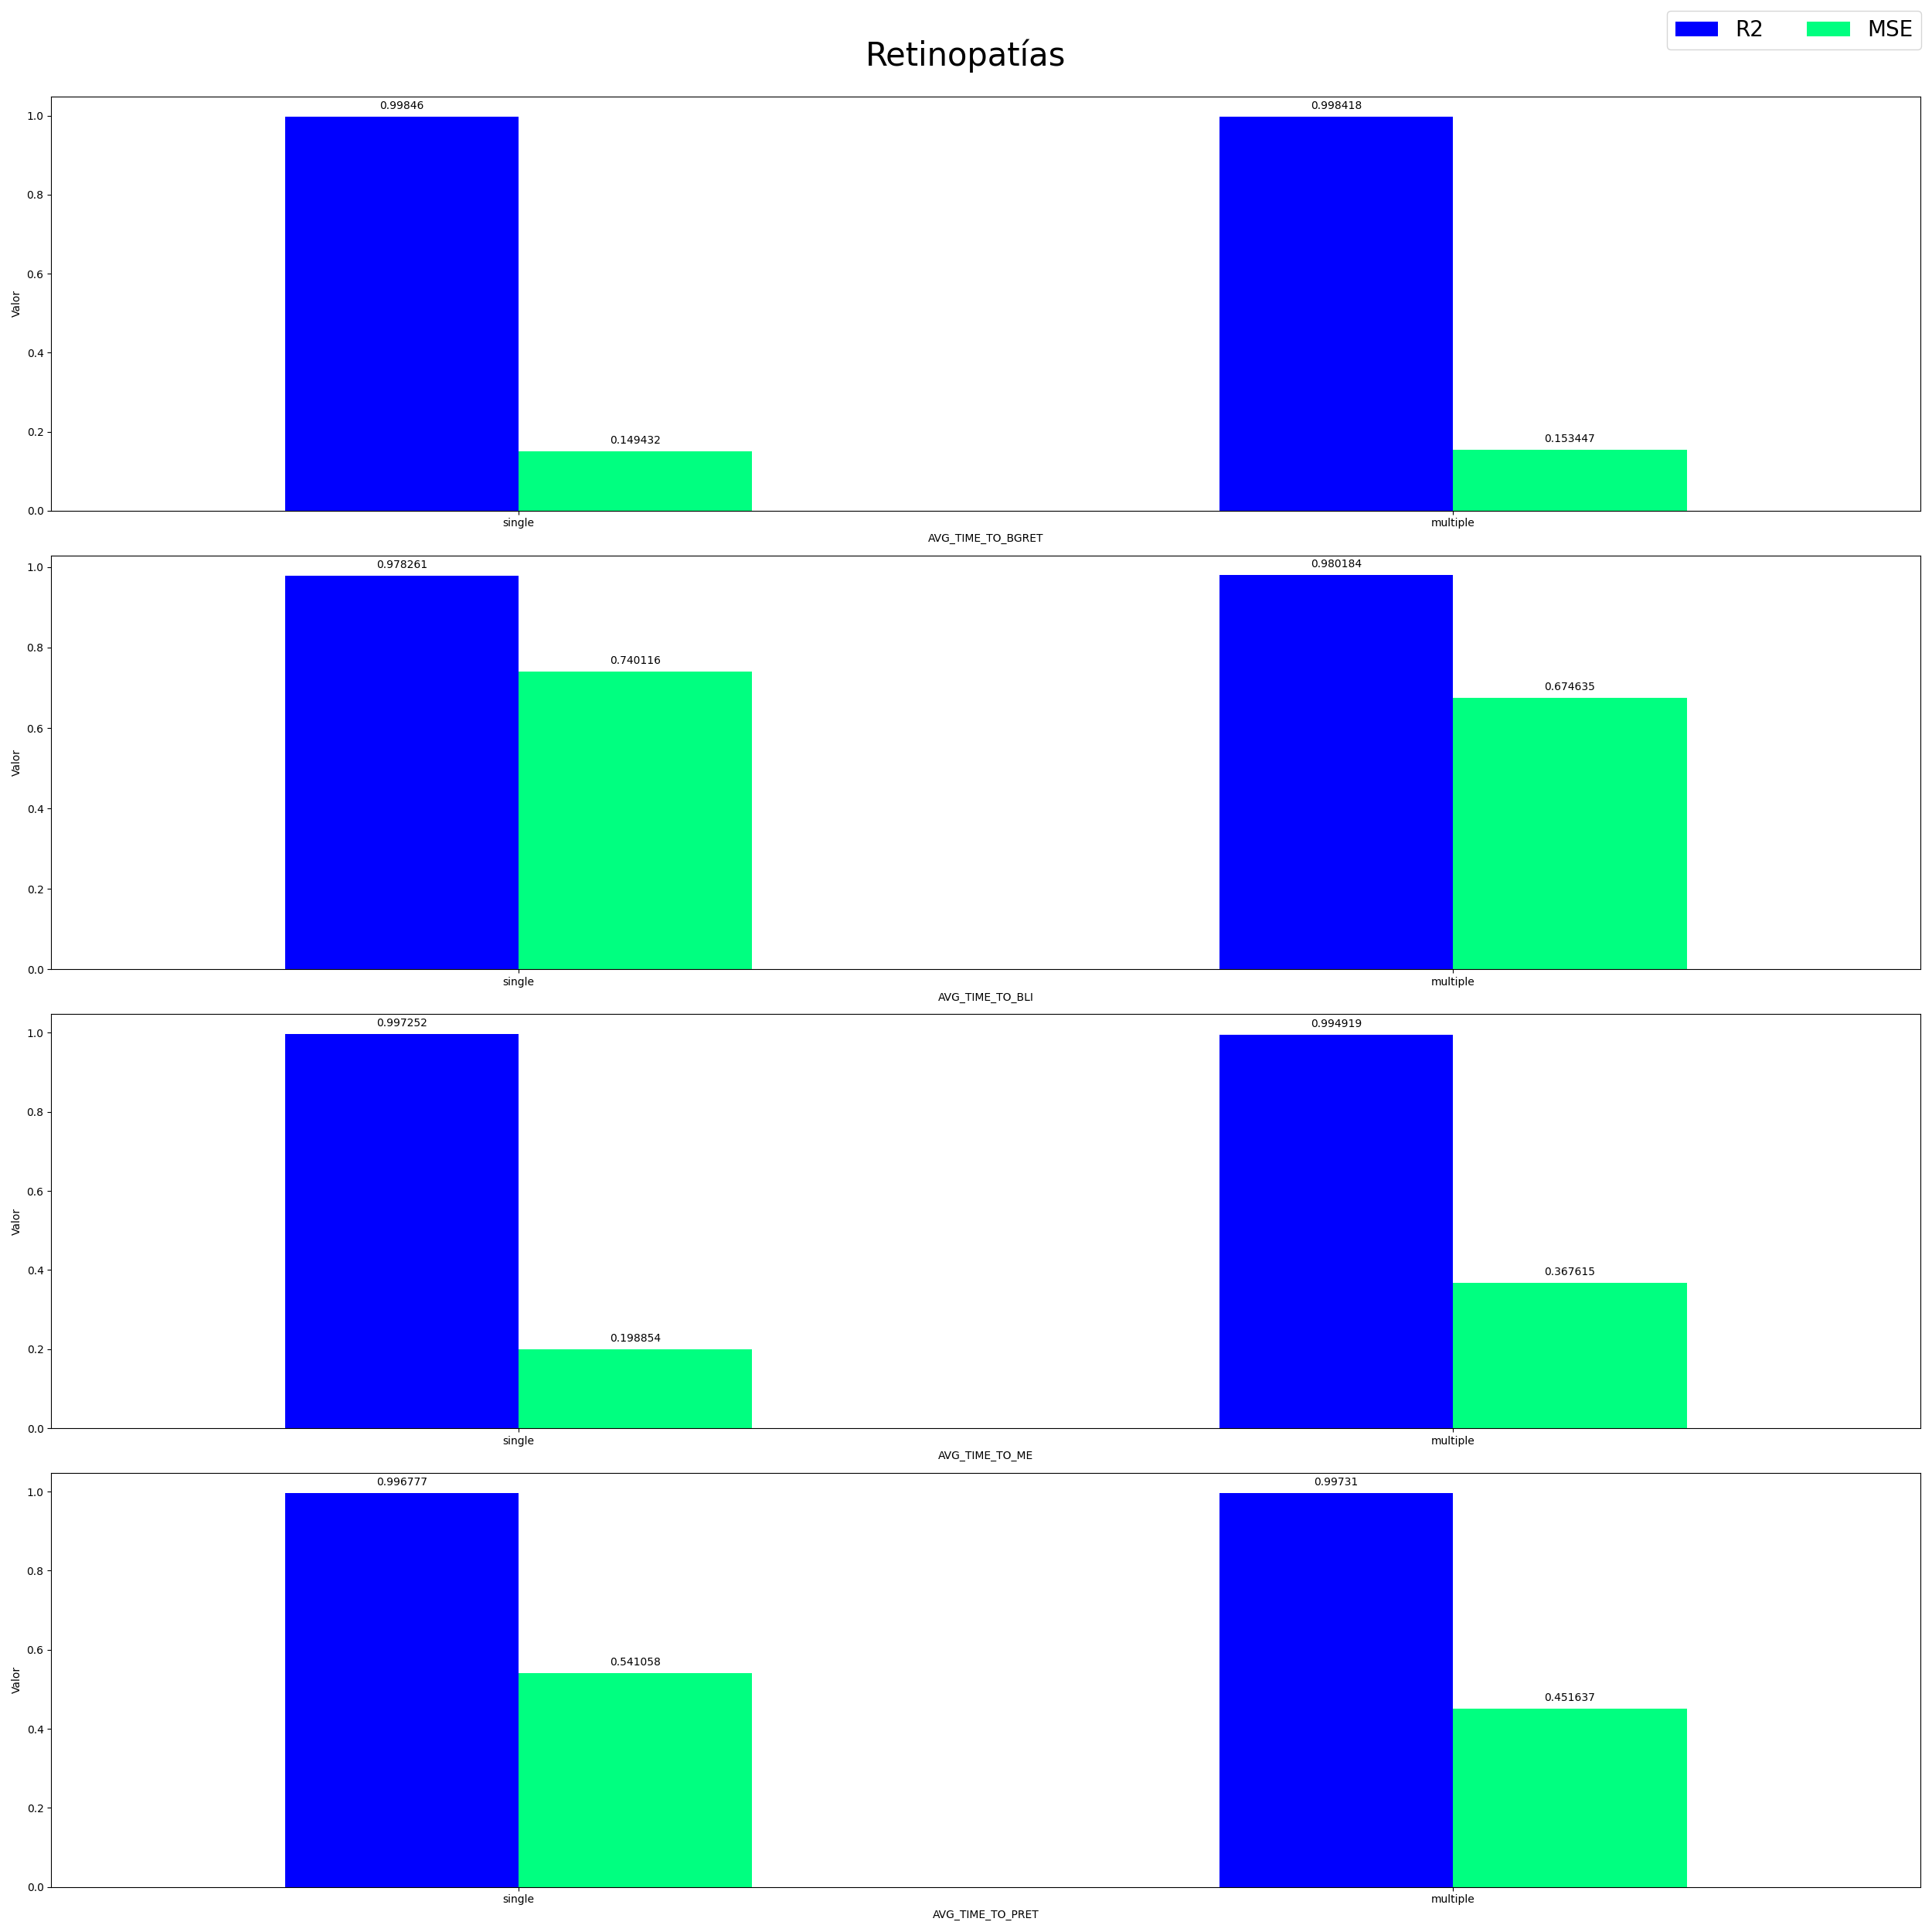 R2 MSE
Retinopatías
0.99846 0.998418
1.0
0.8
0.6
0.4
0.2
0.0
Valor
0.149432 0.153447
single multiple
AVG_TIME_TO_BGRET
0.978261 0.980184
1.0
0.8
0.6
0.4
0.2
0.0
Valor
0.740116 0.674635
single multiple
AVG_TIME_TO_BLI
0.997252 0.994919
1.0
0.8
0.6
0.4
0.2
0.0
Valor
0.198854 0.367615
single multiple
AVG_TIME_TO_ME
0.996777 0.99731
1.0
0.8
0.6
0.4
0.2
0.0
Valor
0.541058 0.451637
single multiple
AVG_TIME_TO_PRET